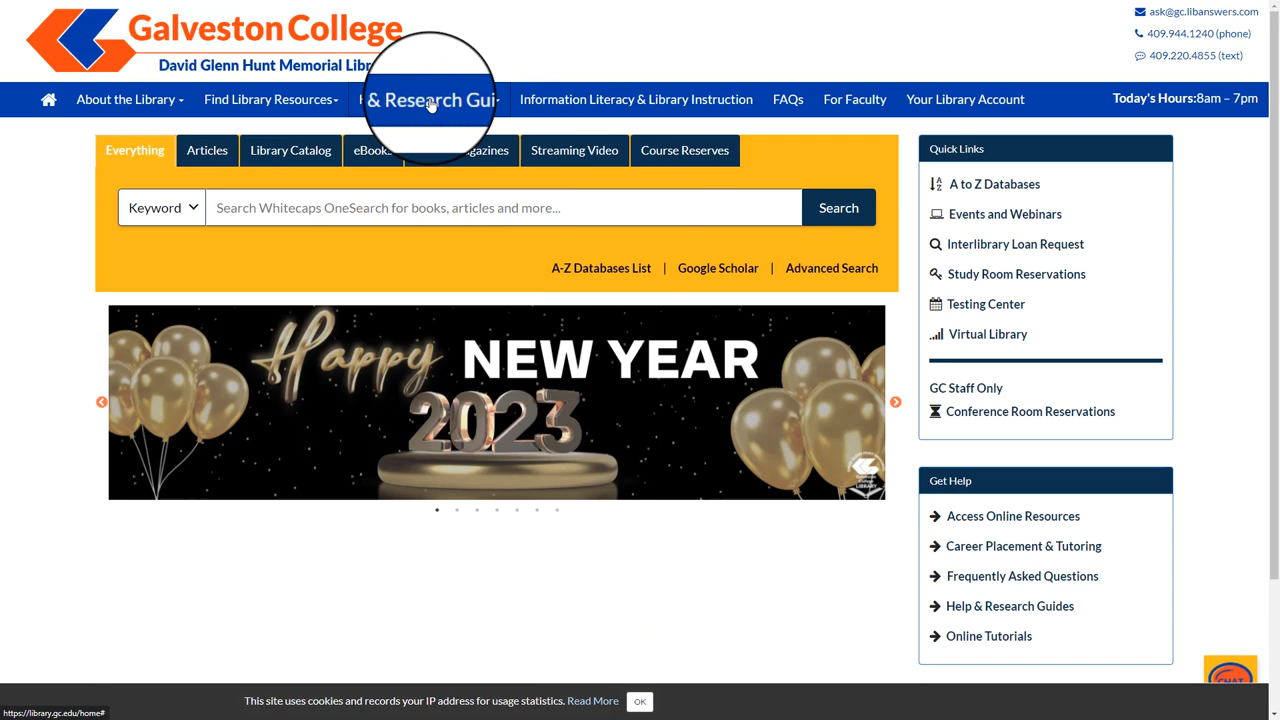 Galveston College
David Glenn Hunt Memorial Libr
ask@gc.libanswers.com
409.944.1240 (phone)
409.220.4855 (text)
About the Library
Find Library Resources
& Research Gui
Information Literacy & Library Instruction
FAQs
For Faculty
Your Library Account
Today's Hours:8am – 7pm
Everything
Articles
Library Catalog
eBooks
Streaming Video
Course Reserves
Keyword
Search Whitecaps OneSearch for books, articles and more...
Search
A-Z Databases List | Google Scholar | Advanced Search
Happy NEW YEAR
2023
Galveston
College
LIBRARY
Quick Links
A to Z Databases
Events and Webinars
Interlibrary Loan Request
Study Room Reservations
Testing Center
Virtual Library
GC Staff Only
Conference Room Reservations
Get Help
Access Online Resources
Career Placement & Tutoring
Frequently Asked Questions
Help & Research Guides
Online Tutorials
CHAT
This site uses cookies and records your IP address for usage statistics. Read More
OK
https://library.gc.edu/home#